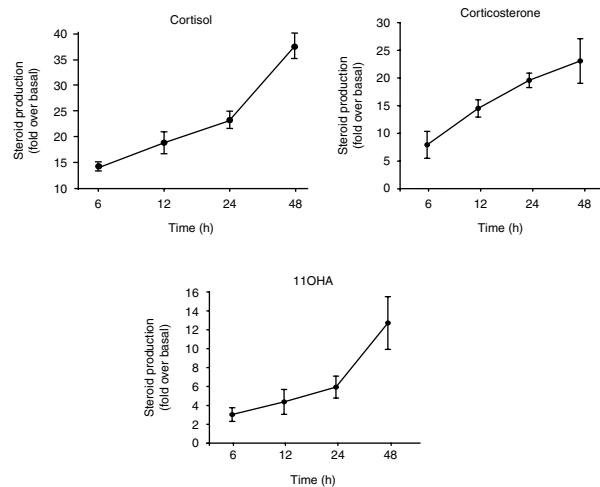 Cortisol
Steroid production
(fold over basal)
40
35
30
25
20
15
10
6 12 24 48
Time (h)
Corticosterone
Steroid production
(fold over basal)
30
25
20
15
10
5
0
6 12 24 48
Time (h)
11OHA
Steroid production
(fold over basal)
16
14
12
10
8
6
4
2
0
6 12 24 48
Time (h)